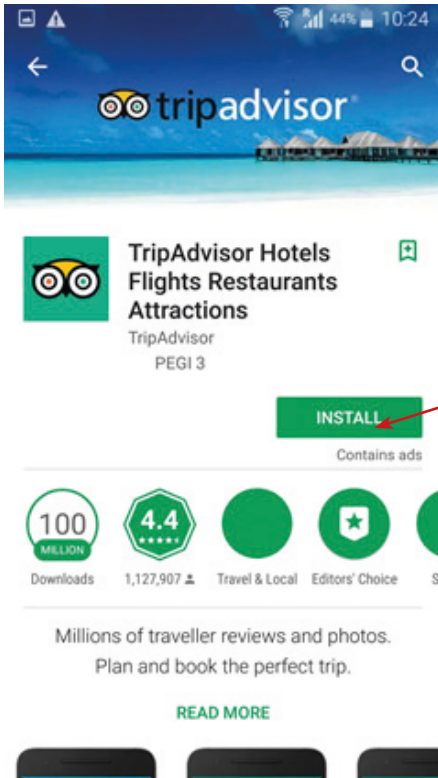 44% 10:24
tripadvisor®
TripAdvisor Hotels
Flights Restaurants
Attractions
TripAdvisor
PEGI 3
INSTALL
Contains ads
100
MILLION
4.4
Downloads
1,127,907
Travel & Local
Editors' Choice
S
Millions of traveller reviews and photos.
Plan and book the perfect trip.
READ MORE